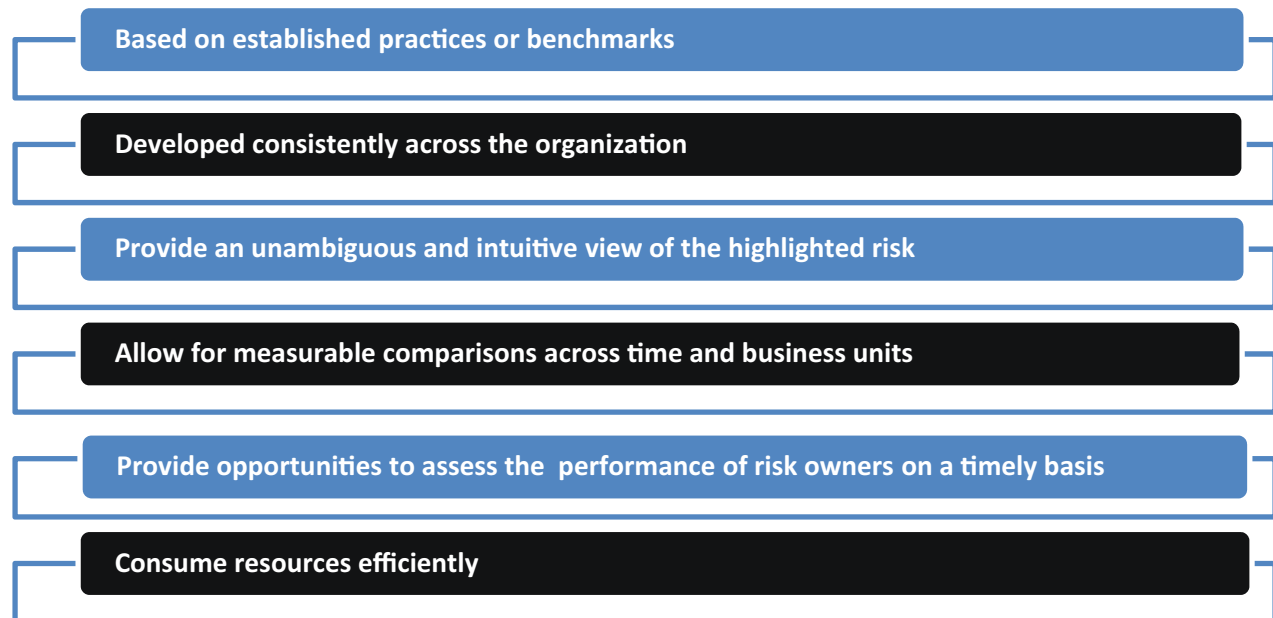 Based on established practices or benchmarks
Developed consistently across the organization
Provide an unambiguous and intuitive view of the highlighted risk
Allow for measurable comparisons across time and business units
Provide opportunities to assess the  performance of risk owners on a timely basis
Consume resources efficiently